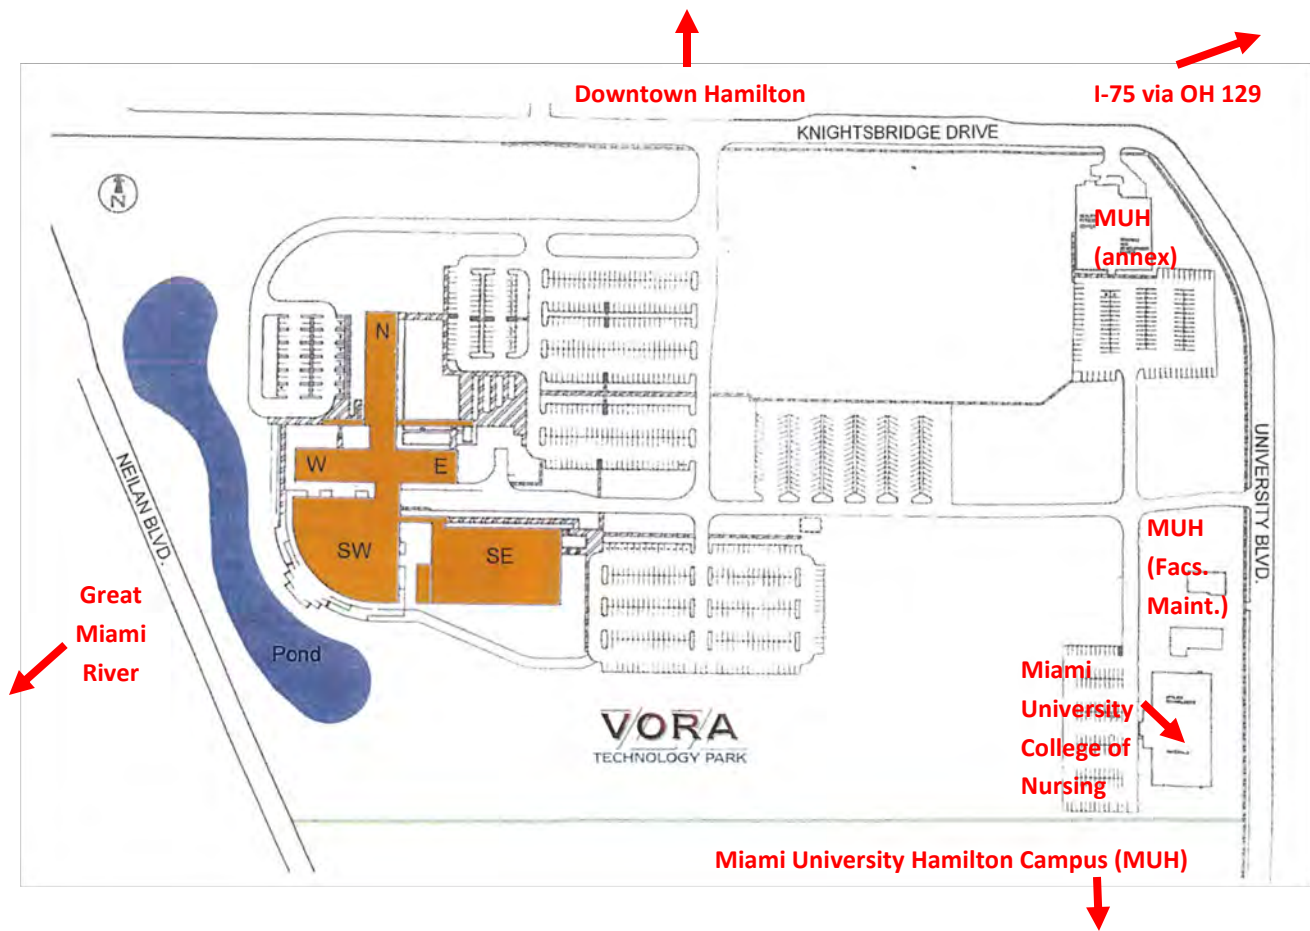 Downtown Hamilton
I-75 via OH 129
KNIGHTSBRIDGE DRIVE
N
MUH
(annex)
N
W
E
NEILAN BLVD.
UNIVERSITY BLVD.
SW
SE
MUH
(Facs.
Maint.)
Great
Miami
River
Pond
Miami
University
College of
Nursing
VORA
TECHNOLOGY PARK
Miami University Hamilton Campus (MUH)